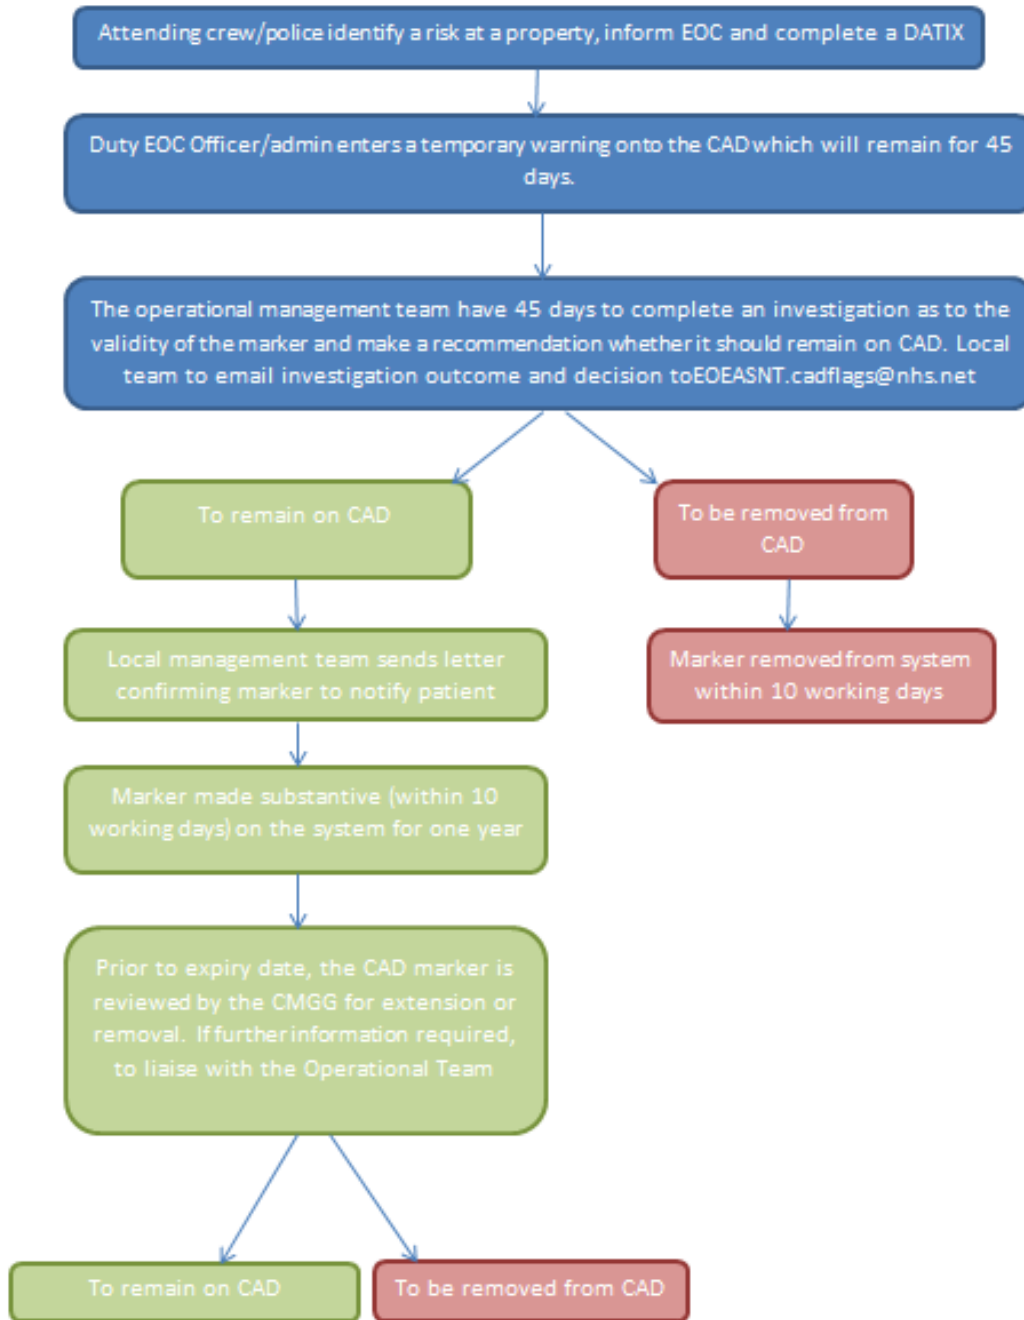 Attending crew/police identify a risk at a property, inform EOC and complete a DATIX
Duty EOC Officer/admin enters a temporary warning onto the CAD which will remain for 45
days.
The operational management team have 45 days to complete an investigation as to the
validity of the marker and make a recommendation whether it should remain on CAD. Local
team to email investigation outcome and decision toEOEASNT.cadflags@nhs.net
To remain on CAD
To be removed from
CAD
Local management team sends letter
confirming marker to notify patient
Marker removed from system
within 10 working days
Marker made substantive (within 10
working days) on the system for one year
Prior to expiry date, the CAD marker is
reviewed by the CMGG for extension or
removal. If further information required,
to liaise with the Operational Team
To remain on CAD
To be removed from CAD